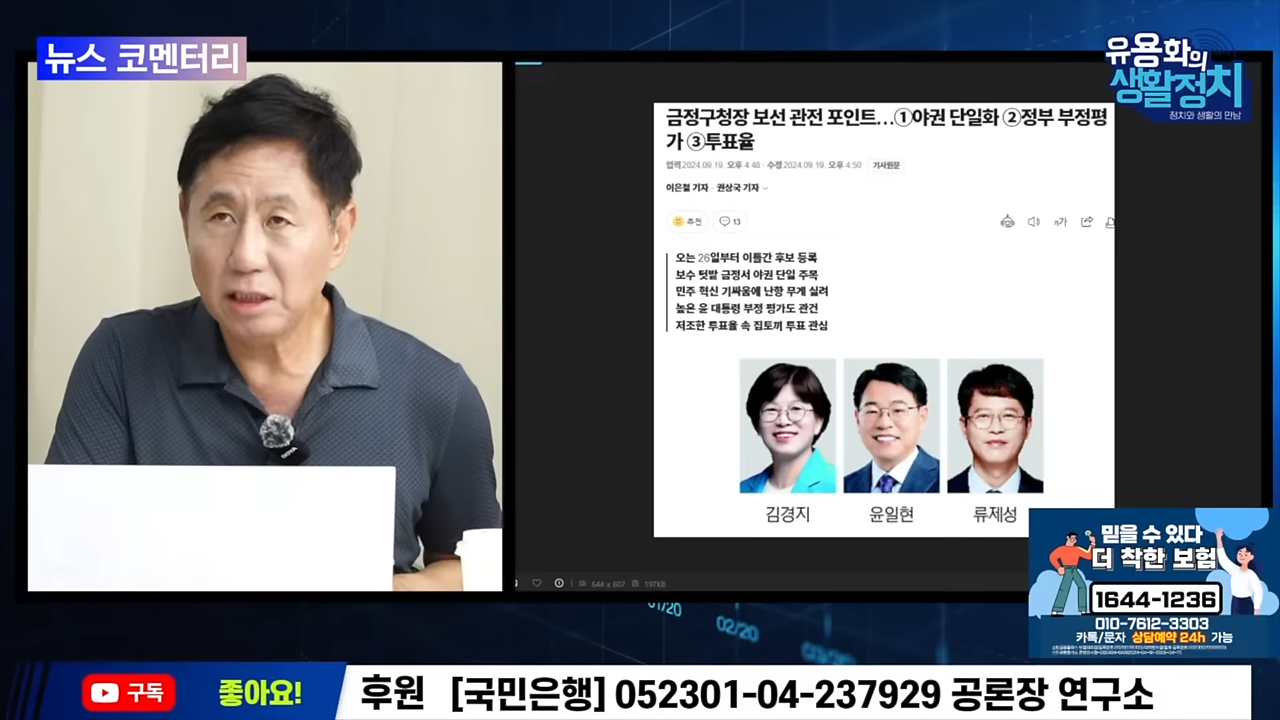 뉴스 코멘터리
유용화의
생활정치
정치와 생활의 만남
금정구청장 보선 관전 포인트…①야권 단일화 ②정부 부정평
가 ③투표율
입력 2024.09.19. 오후 4:48 · 수정 2024.09.19. 오후 4:50 기사원문
이은철 기자 · 권상국 기자
추천 13
가가
오는 26일부터 이틀간 후보 등록
보수 텃밭 금정서 야권 단일 주목
민주 혁신 기싸움에 난항 무게 실려
높은 윤 대통령 부정 평가도 관건
저조한 투표율 속 집토끼 투표 관심
김경지 윤일현 류제성
644 x 607 197KB
01/20
02/20
믿을 수 있다
더 착한 보험
1644-1236
010-7612-3303
카톡/문자 상담예약 24h 가능
구독 좋아요! 후원 [국민은행] 052301-04-237929 공론장 연구소